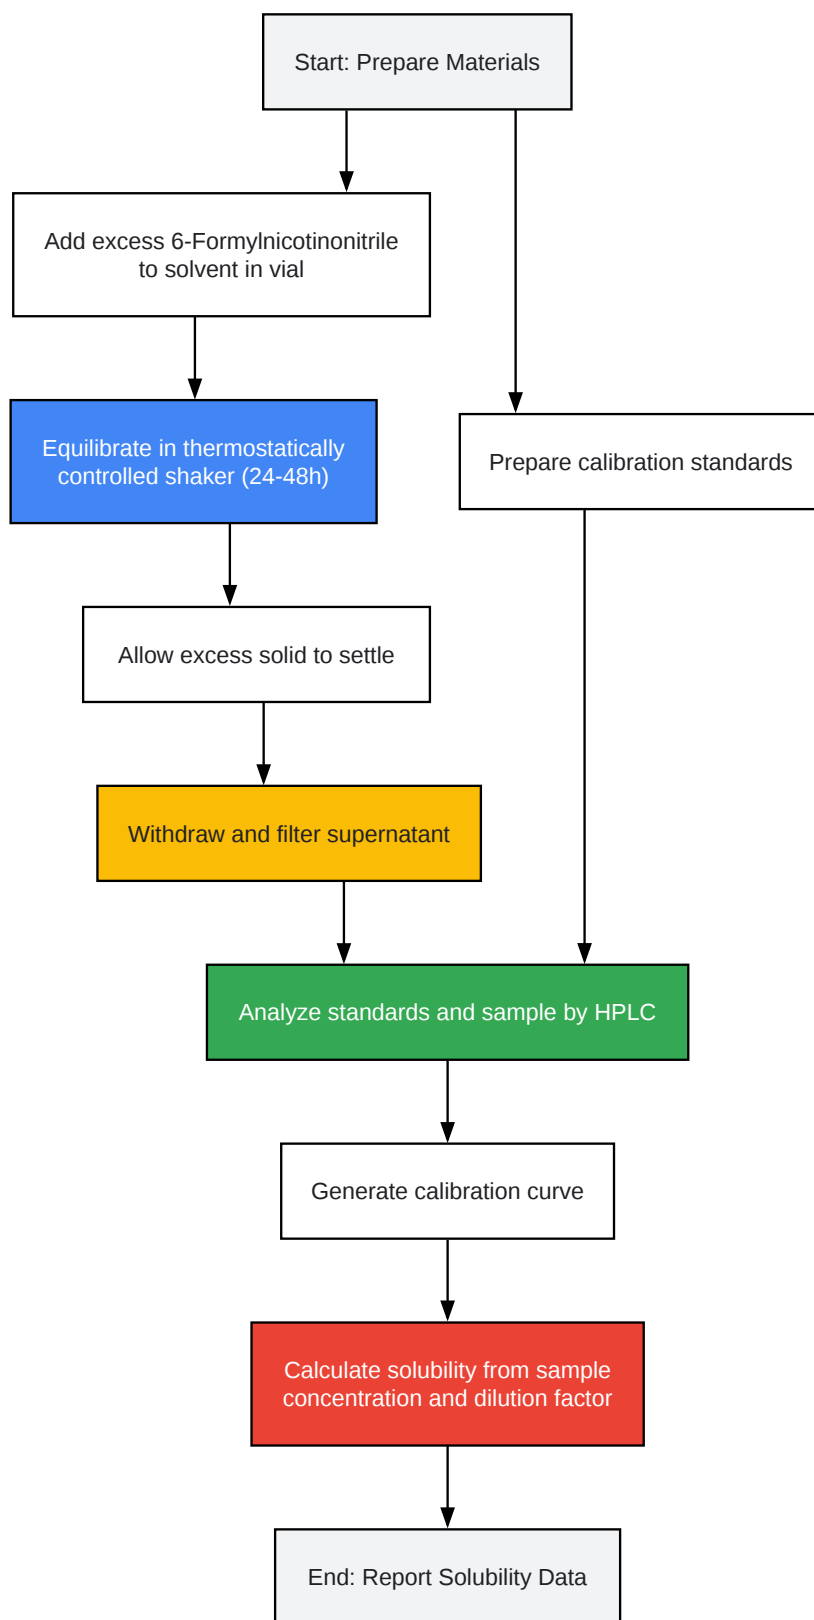 Start: Prepare Materials
Add excess 6-Formylnicotinonitrile
to solvent in vial
Equilibrate in thermostatically
controlled shaker (24-48h)
Prepare calibration standards
Allow excess solid to settle
Withdraw and filter supernatant
Analyze standards and sample by HPLC
Generate calibration curve
Calculate solubility from sample
concentration and dilution factor
End: Report Solubility Data